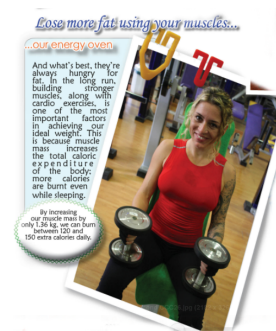 Lose more fat using your muscles...
...our energy oven
And what's best, they're
always hungry for
fat. In the long run,
building stronger
muscles, along with
cardio exercises, is
one of the most
important factors
in achieving our
ideal weight. This
is because muscle
mass increases
the total caloric
expenditure
of the body;
more calories
are burnt even
while sleeping.
By increasing
our muscle mass by
only 1.36 kg, we can burn
between 120 and
150 extra calories daily.